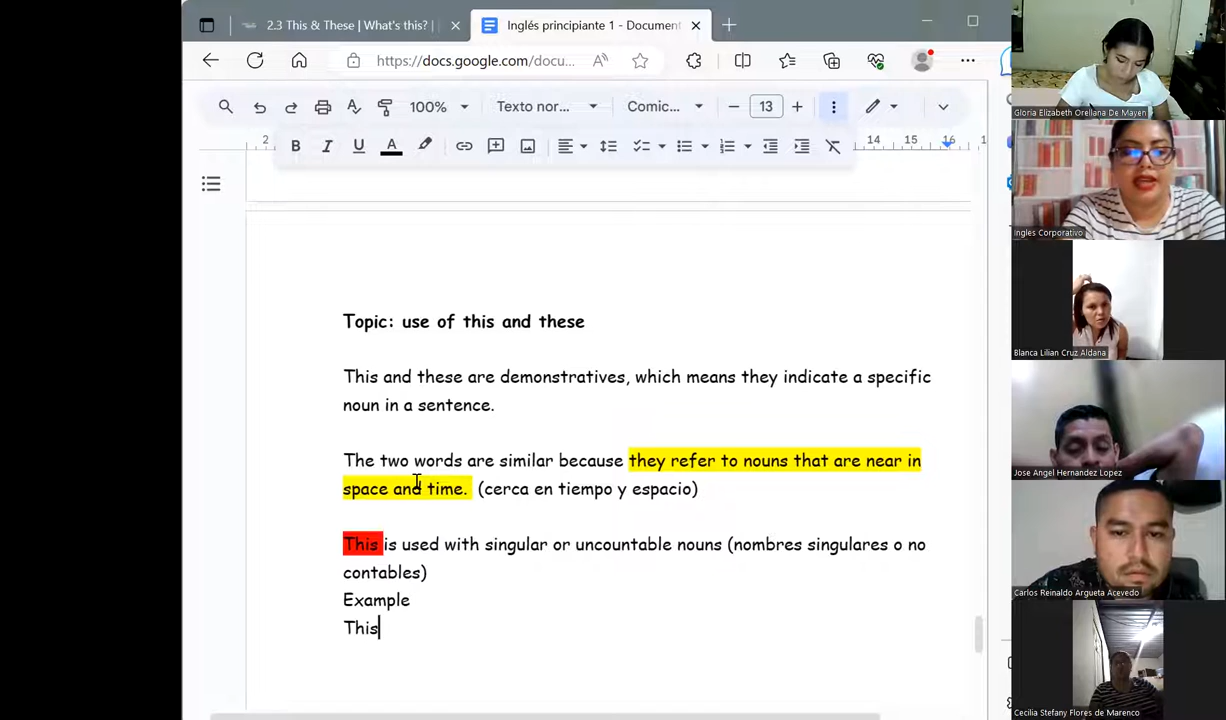 2.3 This & These | What's this? |
Inglés principiante 1 - Document
https://docs.google.com/docu...
100%
Texto nor...
Comic...
13
2
14 15 16 1
Topic: use of this and these
This and these are demonstratives, which means they indicate a specific
noun in a sentence.
The two words are similar because they refer to nouns that are near in
space and time. (cerca en tiempo y espacio)
This is used with singular or uncountable nouns (nombres singulares o no
contables)
Example
This
Gloria Elizabeth Orellana De Mayen
Ingles Corporativo
Blanca Lilian Cruz Aldana
Jose Angel Hernandez Lopez
Carlos Reinaldo Argueta Acevedo
Cecilia Stefany Flores de Marenco